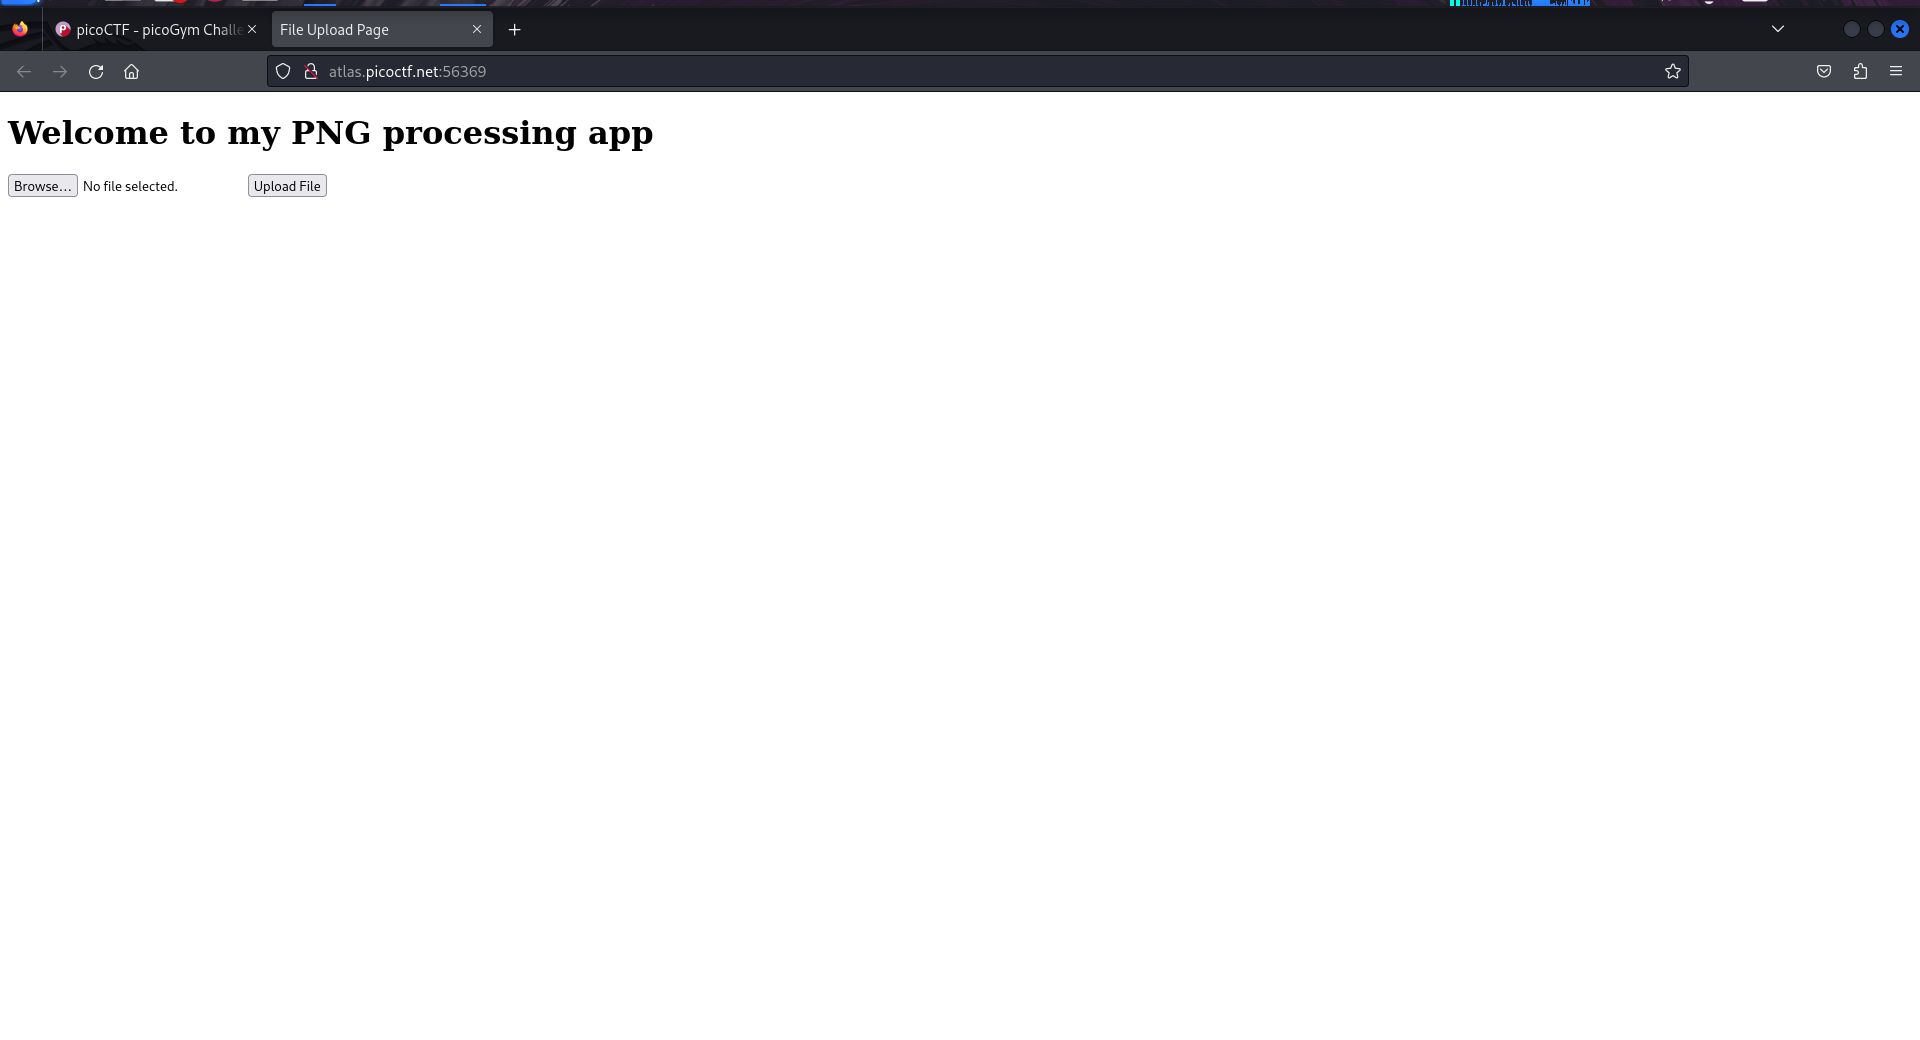 picoCTF - picoGym Challe
File Upload Page
atlas.picoctf.net:56369
Welcome to my PNG processing app
Browse... No file selected. Upload File